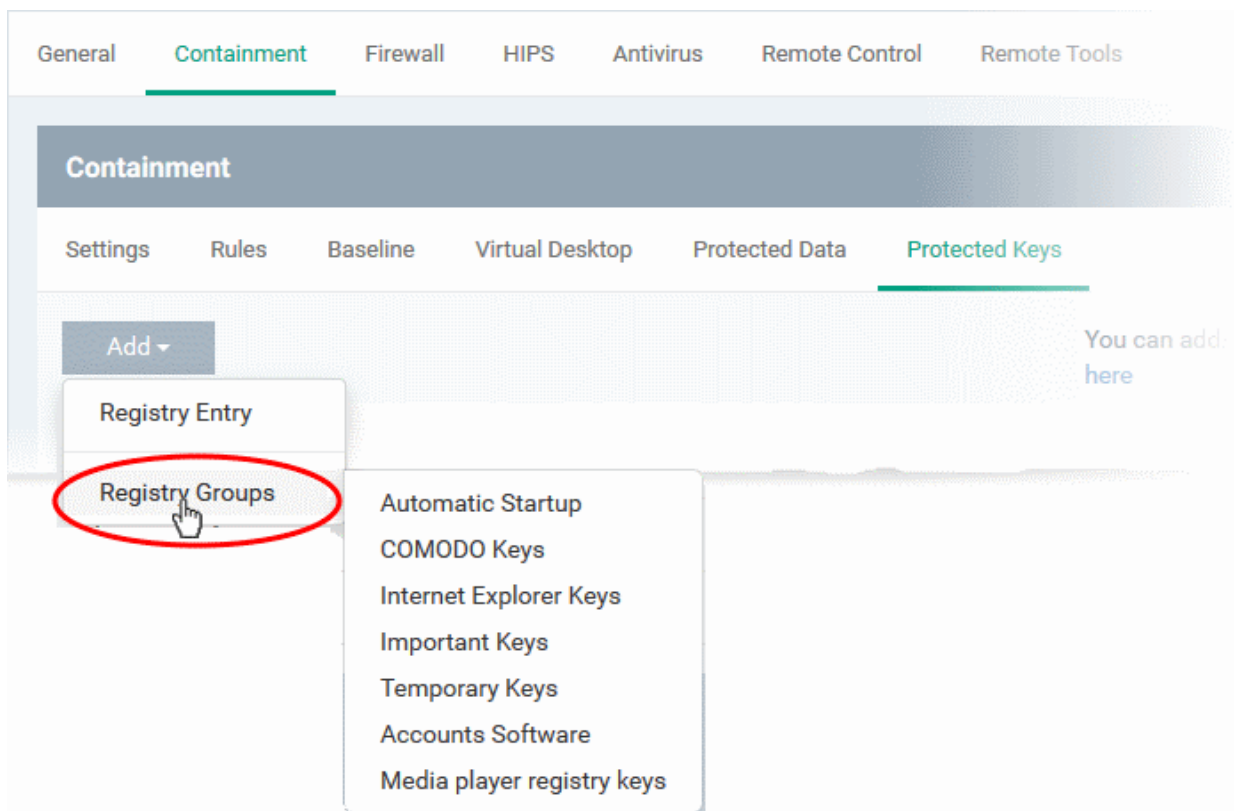 General Containment Firewall HIPS Antivirus Remote Control Remote Tools
Containment
Settings Rules Baseline Virtual Desktop Protected Data Protected Keys
Add
You can add
here
Registry Entry
Registry Groups
Automatic Startup
COMODO Keys
Internet Explorer Keys
Important Keys
Temporary Keys
Accounts Software
Media player registry keys